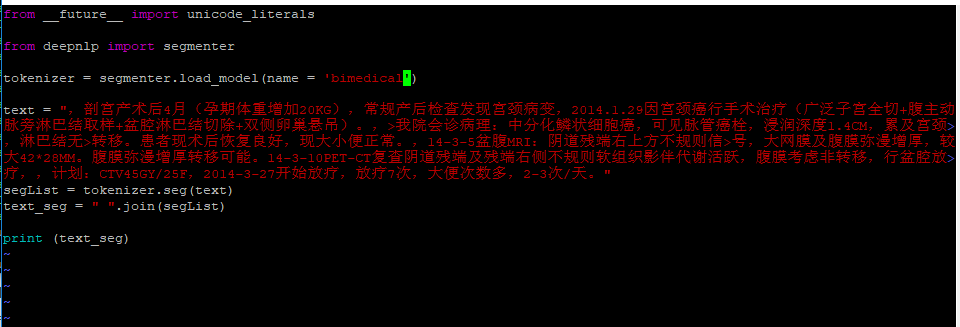 from __future__ import unicode_literals
from deepnlp import segmenter
tokenizer = segmenter.load_model(name = 'bimedical')
text = "，剖宫产术后4月（孕期体重增加20KG），常规产后检查发现宫颈病变，2014.1.29因宫颈癌行手术治疗（广泛子宫全切+腹主动
脉旁淋巴结取样+盆腔淋巴结切除+双侧卵巢悬吊）。，>我院会诊病理：中分化鳞状细胞癌，可见脉管癌栓，浸润深度1.4CM，累及宫颈>
，淋巴结无>转移。患者现术后恢复良好，现大小便正常。，14-3-5盆腹MRI：阴道残端右上方不规则信>号，大网膜及腹膜弥漫增厚，较
大42*28MM。腹膜弥漫增厚转移可能。14-3-10PET-CT复查阴道残端及残端右侧不规则软组织影伴代谢活跃，腹膜考虑非转移，行盆腔放>
疗，，计划：CTV45GY/25F，2014-3-27开始放疗，放疗7次，大便次数多，2-3次/天。"
segList = tokenizer.seg(text)
text_seg = " ".join(segList)
print (text_seg)
~
~
~
~
~